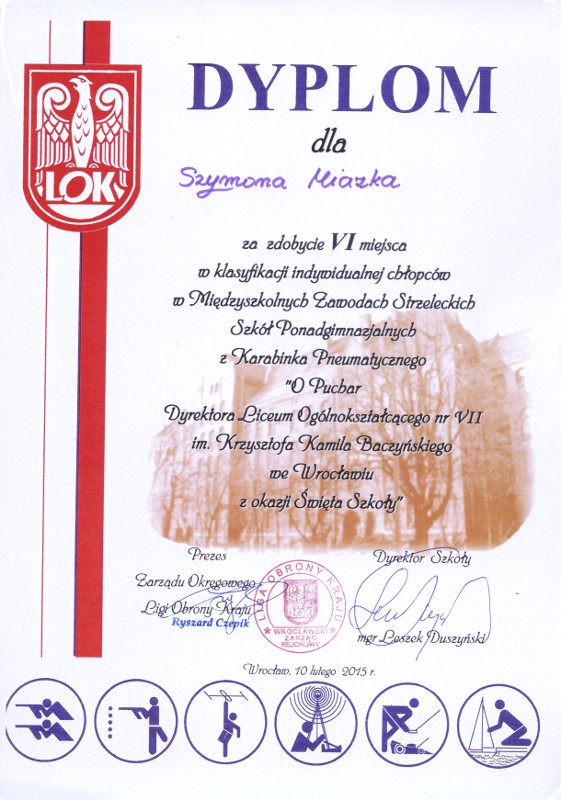 DYPLOM
LOK
dla
Szymona Miazka
za zdobycie VI miejsca
w klasyfikacji indywidualnej chłopców
w Międzyszkolnych Zawodach Strzeleckich
Szkół Ponadgimnazjalnych
z Karabinka Pneumatycznego
"O Puchar
Dyrektora Liceum Ogólnokształcącego nr VII
im. Krzysztofa Kamila Baczyńskiego
we Wrocławiu
z okazji Święta Szkoły"
Prezes
Zarządu Okręgowego
Ligi Obrony Kraju
Ryszard Czepik
LIGA OBRONY KRAJU
WROCŁAWSKI
ZARZĄD
REJONOWY
Dyrektor Szkoły
mgr Leszek Duszyński
Wrocław, 10 lutego 2015 r.